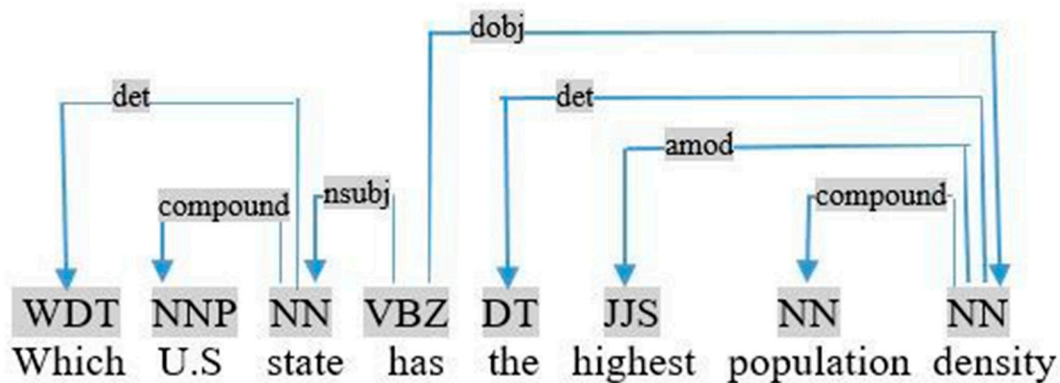 dobj
det det
amod
compound nsubj compound
WDT NNP NN VBZ DT JJS NN NN
Which U.S state has the highest population density